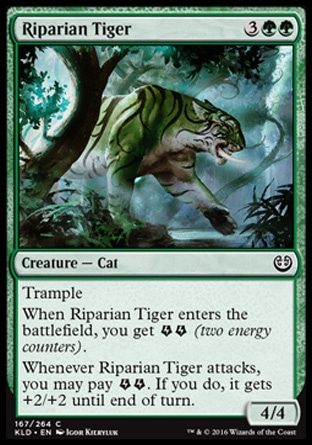 Riparian Tiger 3
Creature — Cat
Trample
When Riparian Tiger enters the
battlefield, you get (two energy
counters).
Whenever Riparian Tiger attacks,
you may pay . If you do, it gets
+2/+2 until end of turn.
4/4
167/264 C
KLD • EN Igor Kieryluk
™ & © 2016 Wizards of the Coast